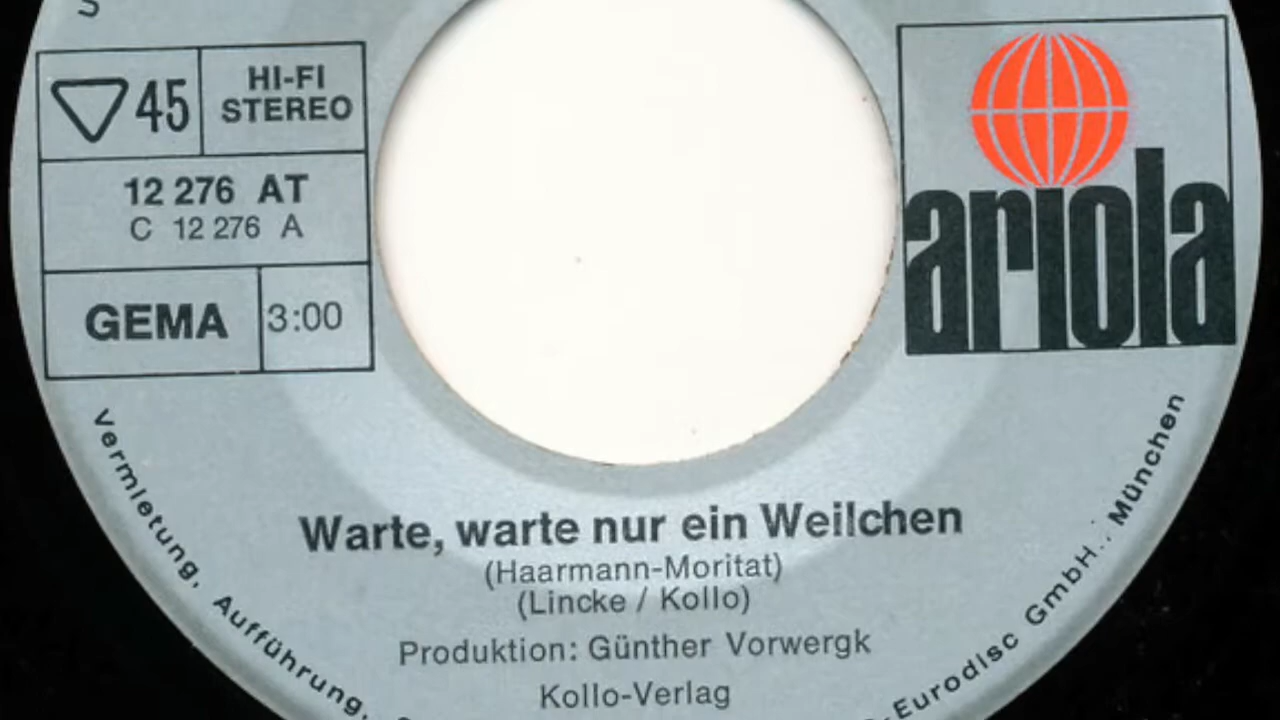 45
HI-FI
STEREO
12 276 AT
C 12 276 A
GEMA
3:00
ariola
Warte, warte nur ein Weilchen
(Haarmann-Moritat)
(Lincke / Kollo)
Produktion: Günther Vorwergk
Kollo-Verlag
Vermietung, Aufführung,
Eurodisc GmbH., München